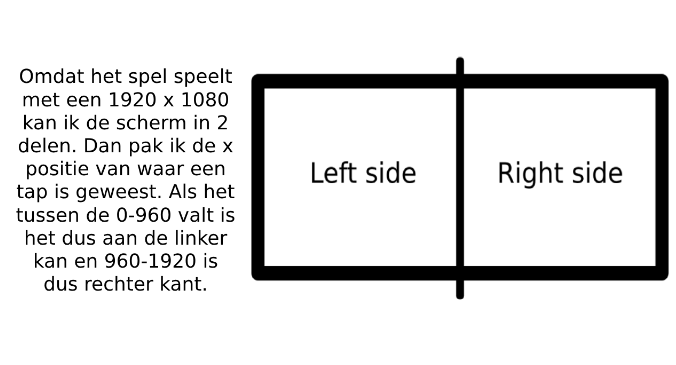 Omdat het spel speelt
met een 1920 x 1080
kan ik de scherm in 2
delen. Dan pak ik de x
positie van waar een
tap is geweest. Als het
tussen de 0-960 valt is
het dus aan de linker
kan en 960-1920 is
dus rechter kant.
Left side
Right side